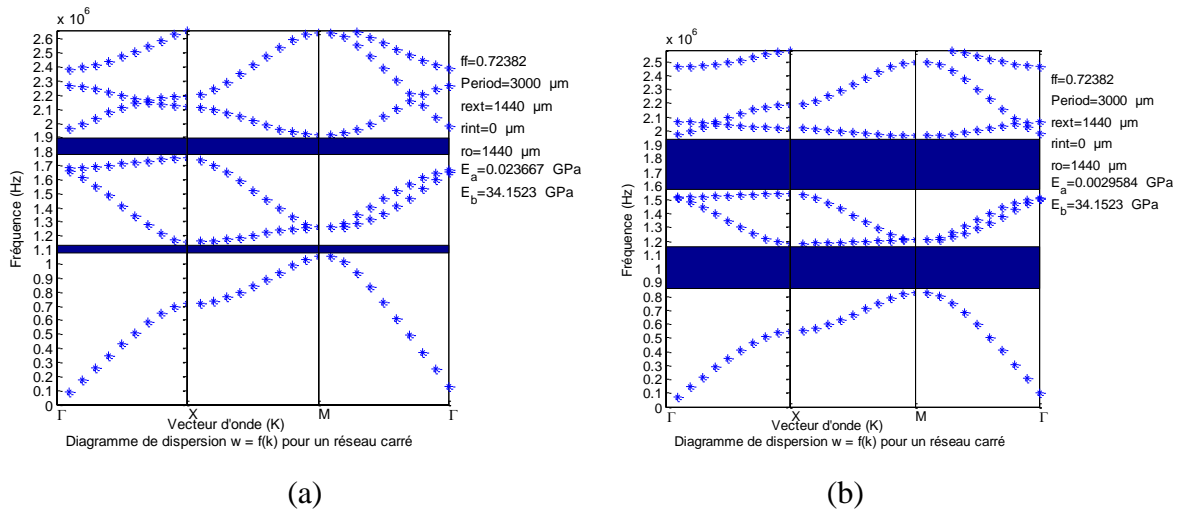 x 10⁶
2.6
2.5
2.4
2.3
2.2
2.1
2
1.9
1.8
1.7
1.6
1.5
1.4
1.3
1.2
1.1
1
0.9
0.8
0.7
0.6
0.5
0.4
0.3
0.2
0.1
0
Fréquence (Hz)
Γ X M Γ
Vecteur d'onde (K)
Diagramme de dispersion w = f(k) pour un réseau carré
ff=0.72382
Period=3000 µm
rext=1440 µm
rint=0 µm
ro=1440 µm
E_a=0.023667 GPa
E_b=34.1523 GPa
(a)
x 10⁶
2.5
2.4
2.3
2.2
2.1
2
1.9
1.8
1.7
1.6
1.5
1.4
1.3
1.2
1.1
1
0.9
0.8
0.7
0.6
0.5
0.4
0.3
0.2
0.1
0
Fréquence (Hz)
Γ X M Γ
Vecteur d'onde (K)
Diagramme de dispersion w = f(k) pour un réseau carré
ff=0.72382
Period=3000 µm
rext=1440 µm
rint=0 µm
ro=1440 µm
E_a=0.0029584 GPa
E_b=34.1523 GPa
(b)